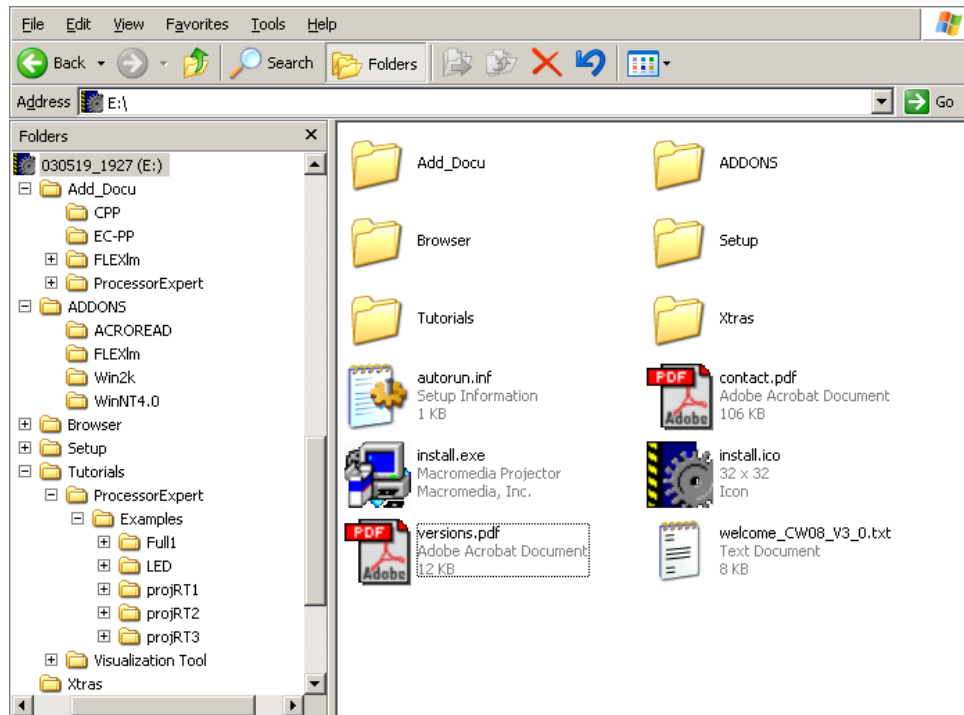 File Edit View Favorites Tools Help
Back Search Folders
Address E:\ Go
Folders
030519_1927 (E:)
Add_Docu
CPP
EC-PP
FLEXlm
ProcessorExpert
ADDONS
ACROREAD
FLEXlm
Win2k
WinNT4.0
Browser
Setup
Tutorials
ProcessorExpert
Examples
Full1
LED
projRT1
projRT2
projRT3
Visualization Tool
Xtras
Add_Docu
ADDONS
Browser
Setup
Tutorials
Xtras
autorun.inf
Setup Information
1 KB
PDF
Adobe
contact.pdf
Adobe Acrobat Document
106 KB
install.exe
Macromedia Projector
Macromedia, Inc.
install.ico
32 x 32
Icon
PDF
Adobe
versions.pdf
Adobe Acrobat Document
12 KB
welcome_CW08_V3_0.txt
Text Document
8 KB